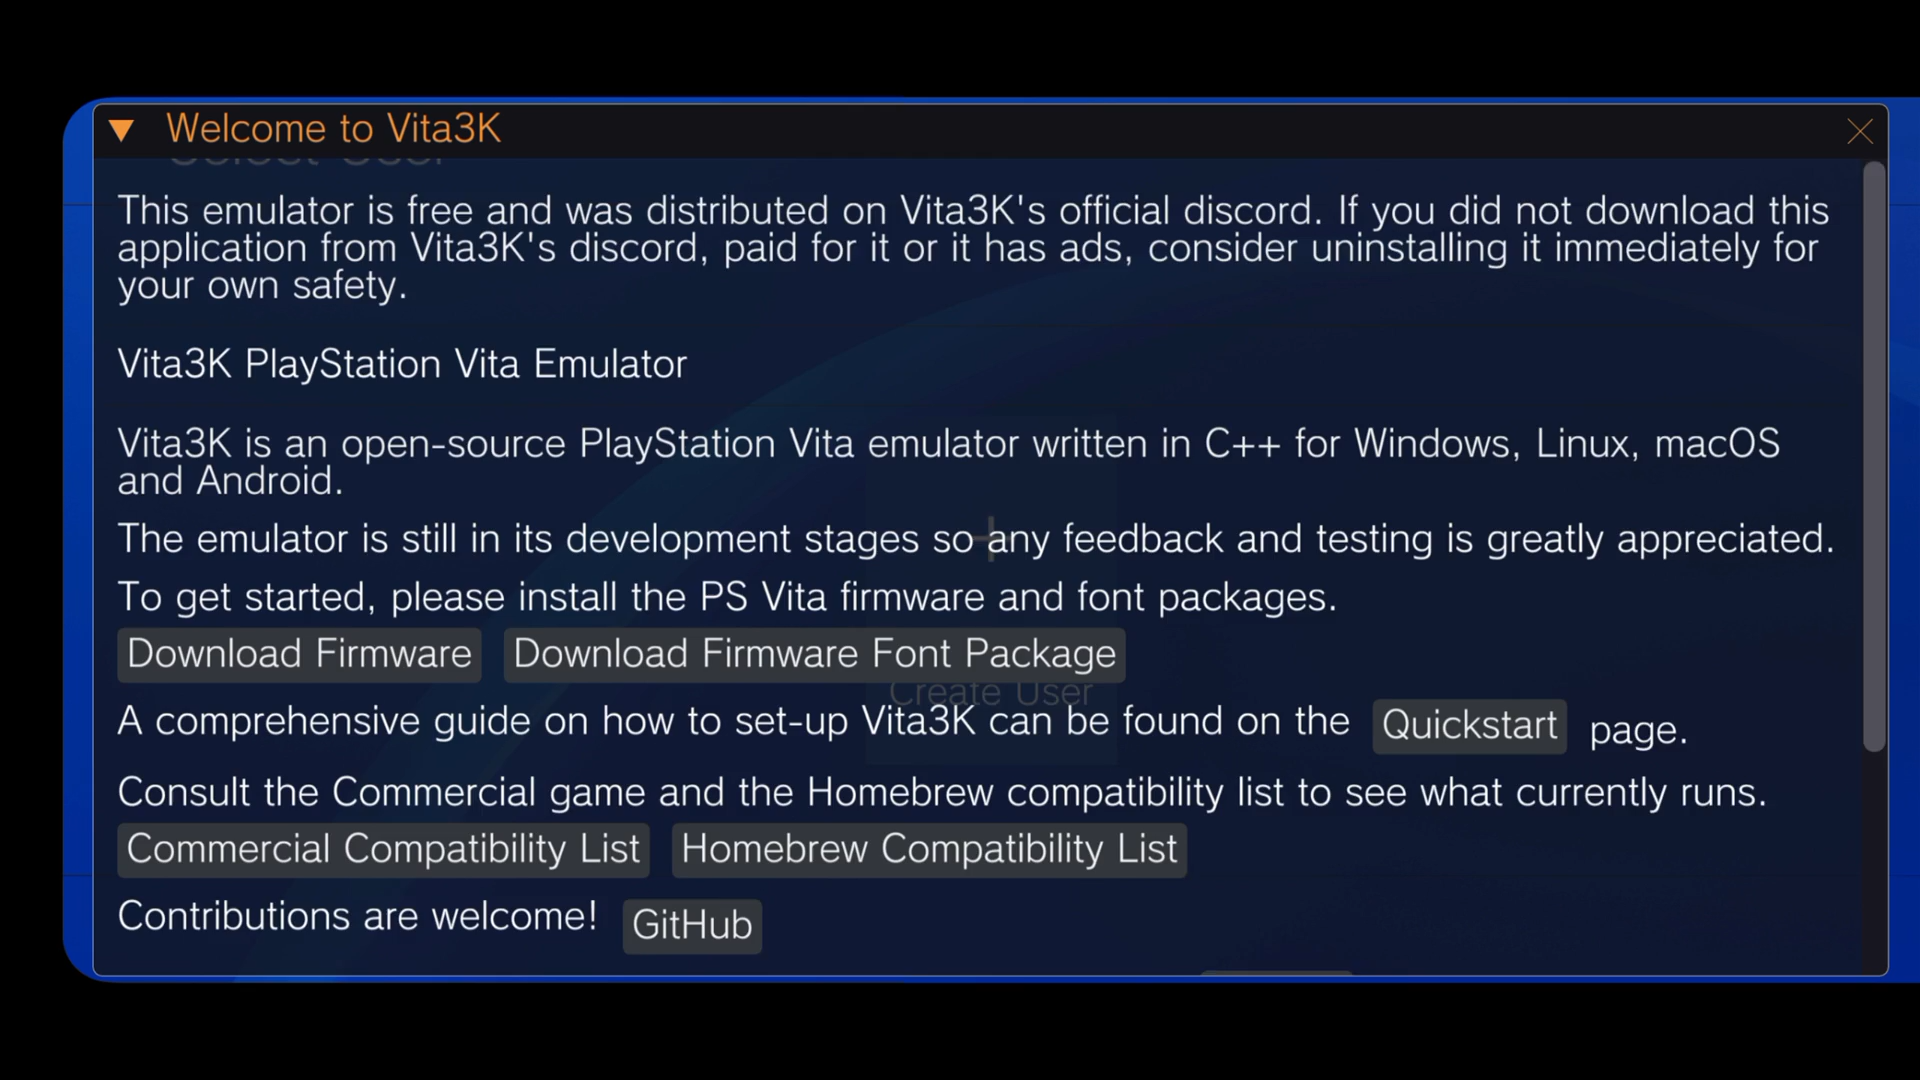 Welcome to Vita3K
Select User
This emulator is free and was distributed on Vita3K's official discord. If you did not download this
application from Vita3K's discord, paid for it or it has ads, consider uninstalling it immediately for
your own safety.
Vita3K PlayStation Vita Emulator
Vita3K is an open-source PlayStation Vita emulator written in C++ for Windows, Linux, macOS
and Android.
The emulator is still in its development stages so any feedback and testing is greatly appreciated.
To get started, please install the PS Vita firmware and font packages.
Download Firmware Download Firmware Font Package
Create User
A comprehensive guide on how to set-up Vita3K can be found on the Quickstart page.
Consult the Commercial game and the Homebrew compatibility list to see what currently runs.
Commercial Compatibility List Homebrew Compatibility List
Contributions are welcome! GitHub